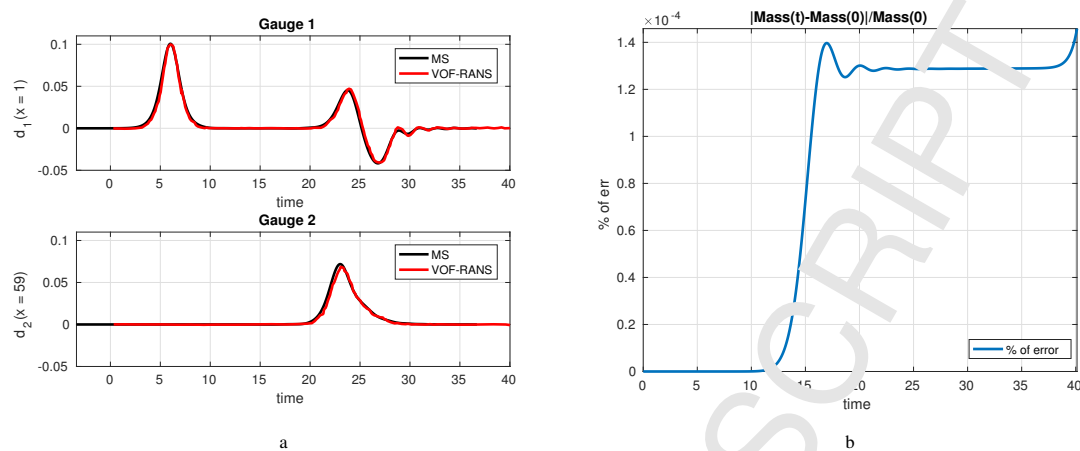 Gauge 1
0.1
0.05
0
-0.05
d1(x = 1)
MS
VOF-RANS
0 5 10 15 20 25 30 35 40
time
Gauge 2
0.1
0.05
0
-0.05
d2(x = 59)
MS
VOF-RANS
0 5 10 15 20 25 30 35 40
time
a
|Mass(t)-Mass(0)|/Mass(0)
×10-4
1.4
1.2
1
0.8
0.6
0.4
0.2
0
% of err
% of error
0 5 10 15 20 25 30 35 40
time
b
SCRIPT